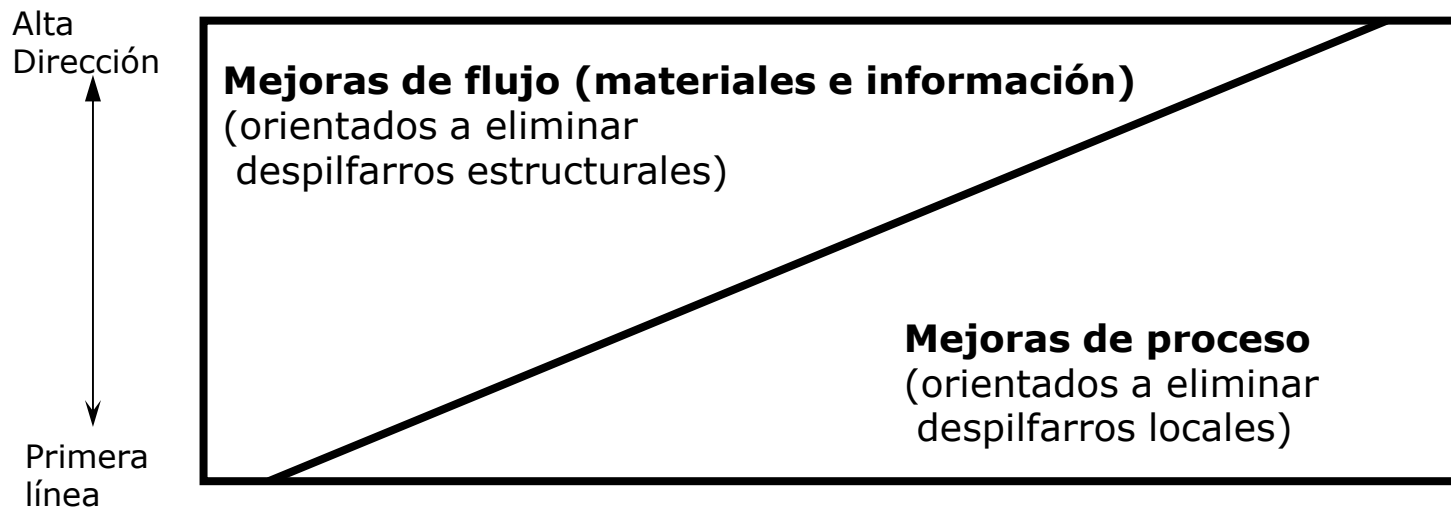 Alta
Dirección
Mejoras de flujo (materiales e información)
(orientados a eliminar
despilfarros estructurales)
Mejoras de proceso
(orientados a eliminar
despilfarros locales)
Primera
línea